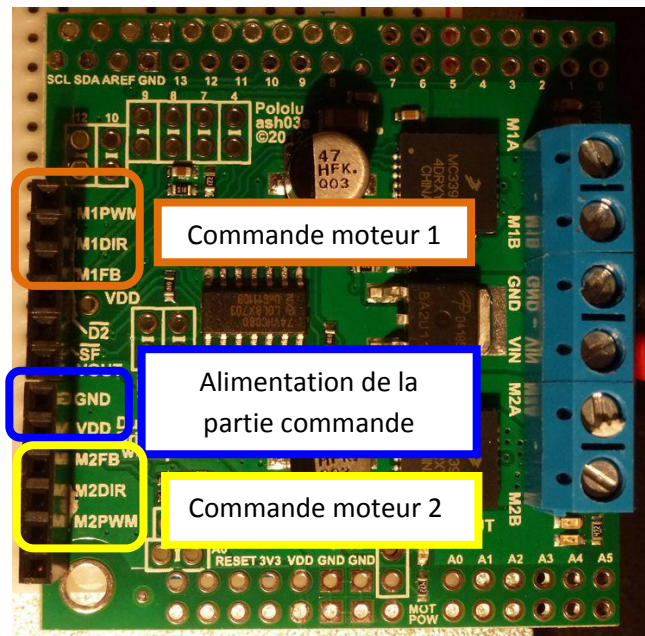 SCL SDA AREF GND 13 12 11 10 9 8 7 6 5 4 3 2 1 0
9 8 7 4
Pololu
12 10
47
HFK.
003
M1A
M1B
GND
VIN
M2A
M2B
M1PWM
M1DIR
M1FB
VDD
D2
SF
GND
VDD
M2FB
M2DIR
M2PWM
Commande moteur 1
Alimentation de la
partie commande
Commande moteur 2
RESET 3V3 VDD GND GND
A0 A1 A2 A3 A4 A5
MOT
POW